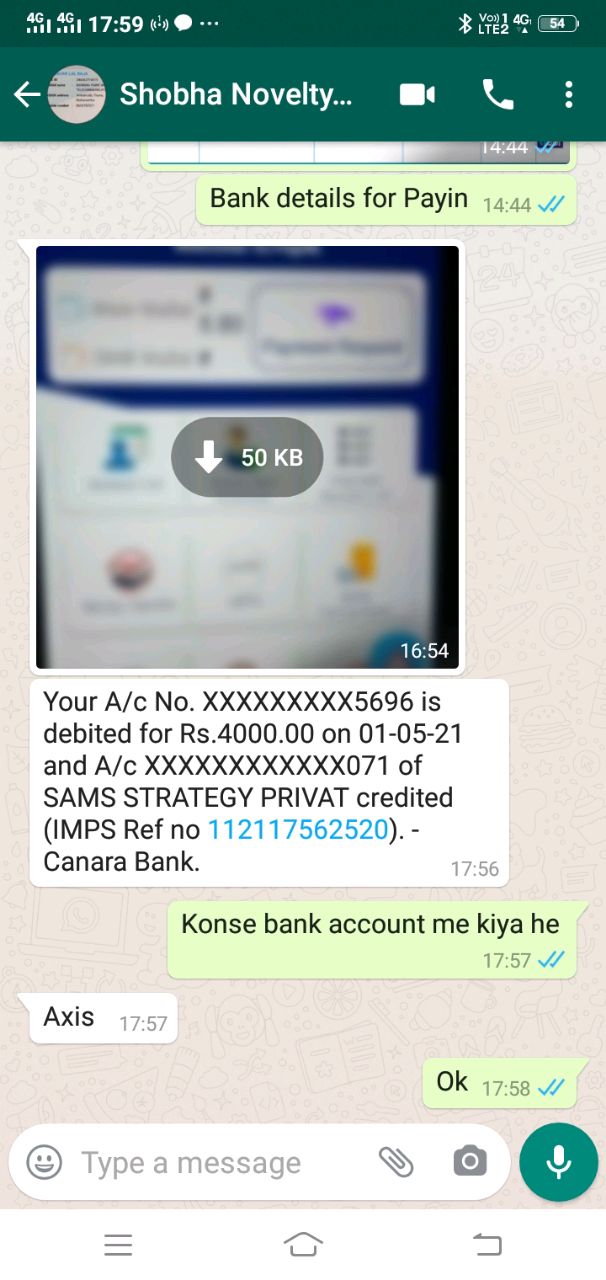 4G 4G 17:59 Vo)) 1 4G LTE2 54
Shobha Novelty...
14:44
Bank details for Payin 14:44
50 KB
16:54
Your A/c No. XXXXXXXXX5696 is
debited for Rs.4000.00 on 01-05-21
and A/c XXXXXXXXXXXX071 of
SAMS STRATEGY PRIVAT credited
(IMPS Ref no 112117562520). -
Canara Bank. 17:56
Konse bank account me kiya he
17:57
Axis 17:57
Ok 17:58
Type a message